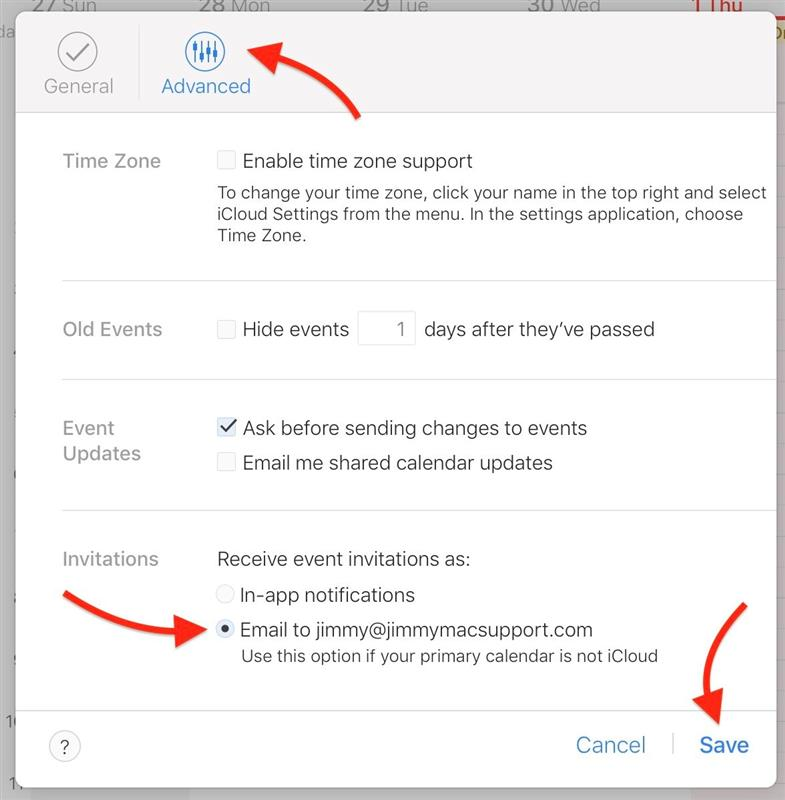 27 Sun 28 Mon 29 Tue 30 Wed 1 Thu
General Advanced
Time Zone Enable time zone support
To change your time zone, click your name in the top right and select
iCloud Settings from the menu. In the settings application, choose
Time Zone.
Old Events Hide events 1 days after they’ve passed
Event Updates
Ask before sending changes to events
Email me shared calendar updates
Invitations Receive event invitations as:
In-app notifications
Email to jimmy@jimmymacsupport.com
Use this option if your primary calendar is not iCloud
? Cancel Save